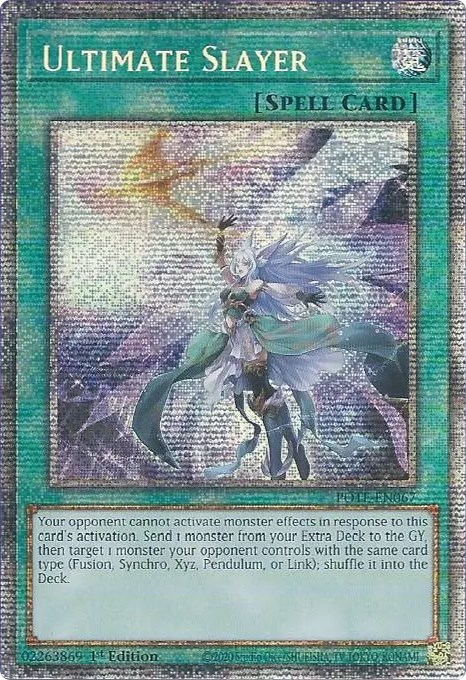 ULTIMATE SLAYER
[SPELL CARD]
POTE-EN067
Your opponent cannot activate monster effects in response to this
card's activation. Send 1 monster from your Extra Deck to the GY,
then target 1 monster your opponent controls with the same card
type (Fusion, Synchro, Xyz, Pendulum, or Link); shuffle it into the
Deck.
02263869 1st Edition
©2020 Studio Dice/SHUEISHA, TV TOKYO, KONAMI